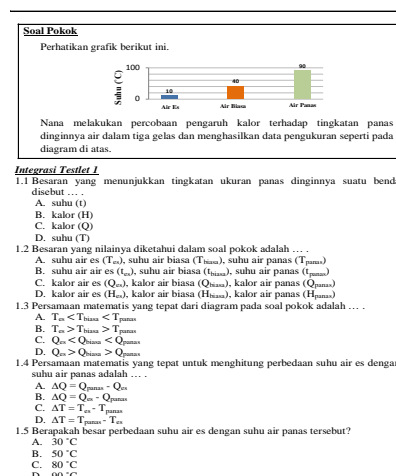 Soal Pokok
Perhatikan grafik berikut ini.
Suhu (˚C)
100
0
10
40
90
Air Es
Air Biasa
Air Panas
Nana melakukan percobaan pengaruh kalor terhadap tingkatan panas
dinginnya air dalam tiga gelas dan menghasilkan data pengukuran seperti pada
diagram di atas.
Integrasi Testlet 1
1.1 Besaran yang menunjukkan tingkatan ukuran panas dinginnya suatu benda
disebut … .
A. suhu (t)
B. kalor (H)
C. kalor (Q)
D. suhu (T)
1.2 Besaran yang nilainya diketahui dalam soal pokok adalah … .
A. suhu air es (Tes), suhu air biasa (Tbiasa), suhu air panas (Tpanas)
B. suhu air air es (tes), suhu air biasa (tbiasa), suhu air panas (tpanas)
C. kalor air es (Qes), kalor air biasa (Qbiasa), kalor air panas (Qpanas)
D. kalor air es (Hes), kalor air biasa (Hbiasa), kalor air panas (Hpanas)
1.3 Persamaan matematis yang tepat dari diagram pada soal pokok adalah … .
A. Tes < Tbiasa < Tpanas
B. Tes > Tbiasa > Tpanas
C. Qes < Qbiasa < Qpanas
D. Qes > Qbiasa > Qpanas
1.4 Persamaan matematis yang tepat untuk menghitung perbedaan suhu air es dengan
suhu air panas adalah … .
A. ΔQ = Qpanas - Qes
B. ΔQ = Qes - Qpanas
C. ΔT = Tes - Tpanas
D. ΔT = Tpanas - Tes
1.5 Berapakah besar perbedaan suhu air es dengan suhu air panas tersebut?
A. 30 ˚C
B. 50 ˚C
C. 80 ˚C
D. 90 ˚C